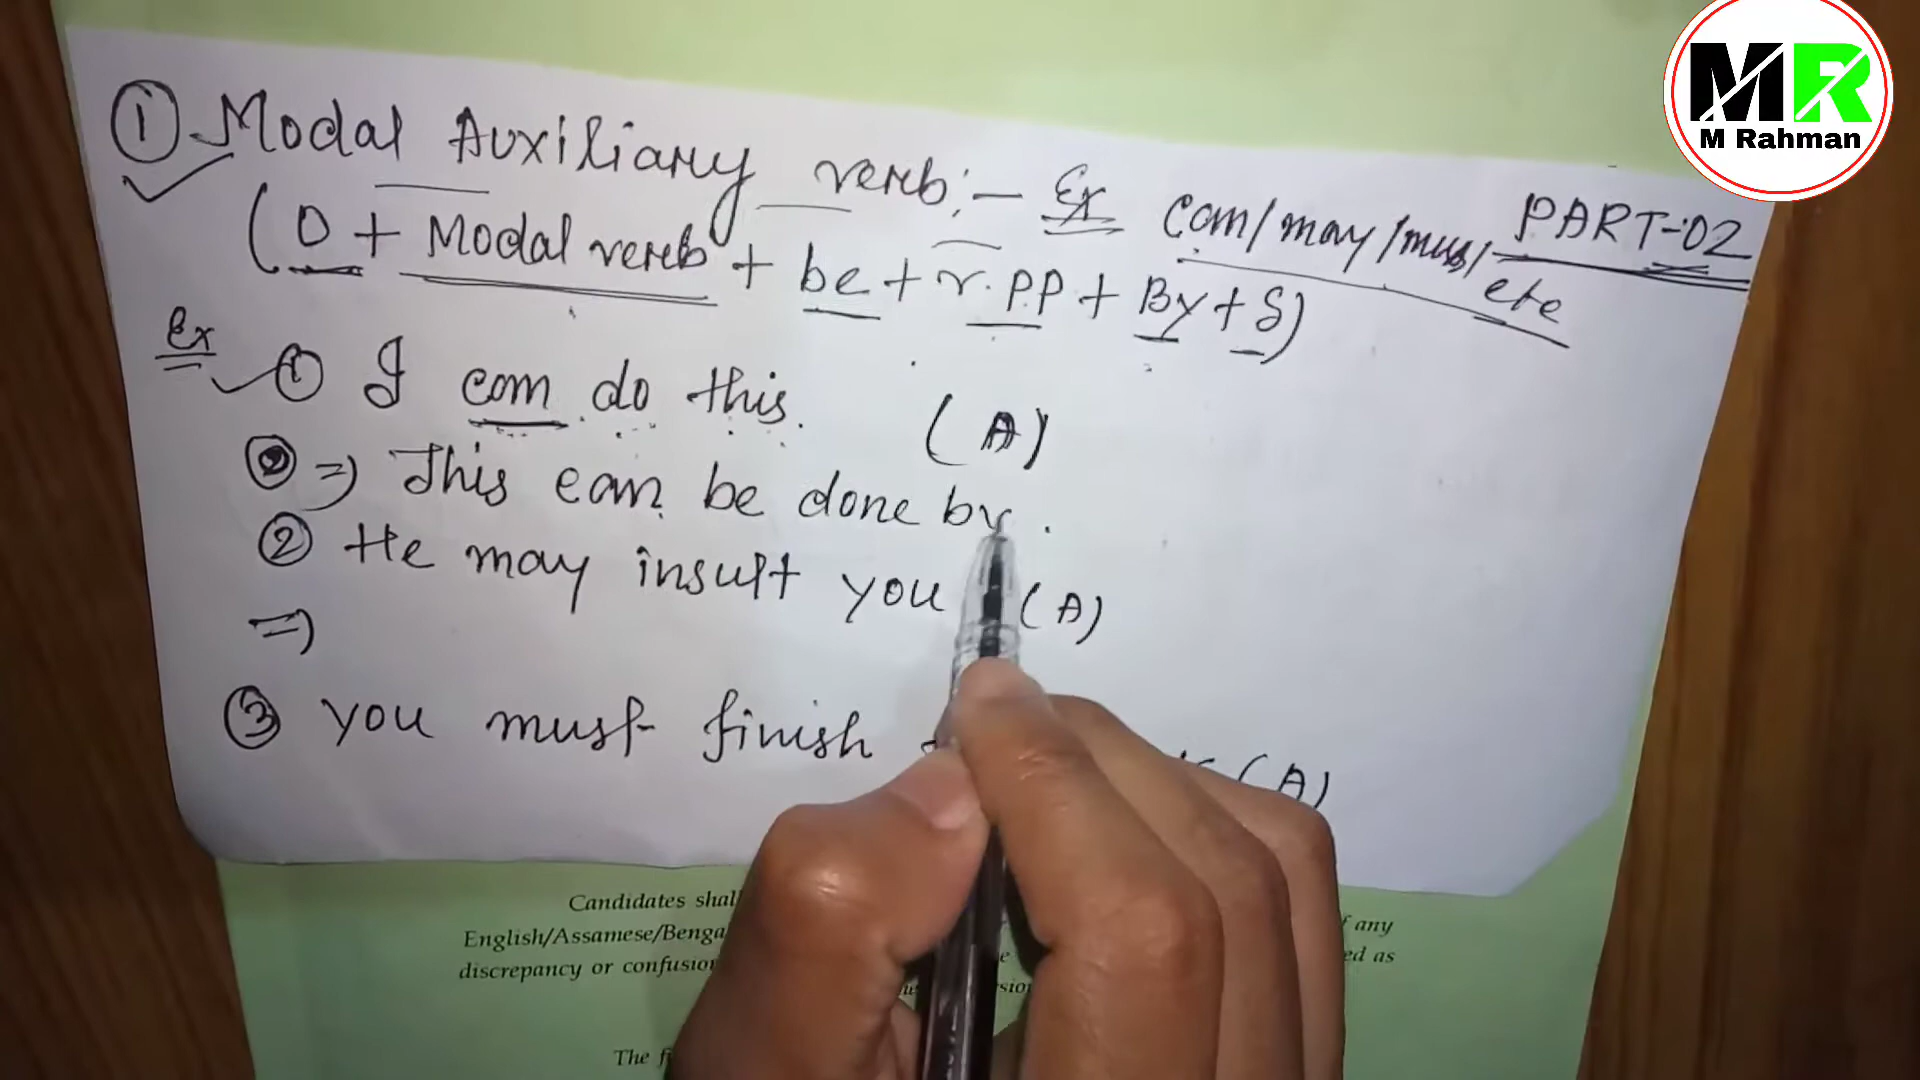 ① Modal Auxiliary verb:- Ex can/may/must/etc
PART-02
(O + Modal verb + be + v.pp + By + S)
Ex ① I can do this. (A)
=) This can be done by.
② He may insult you (A)
=)
③ you must finish (A)
MR
M Rahman
Candidates shal
any
English/Assamese/Benga
ed as
discrepancy or confusion
The f